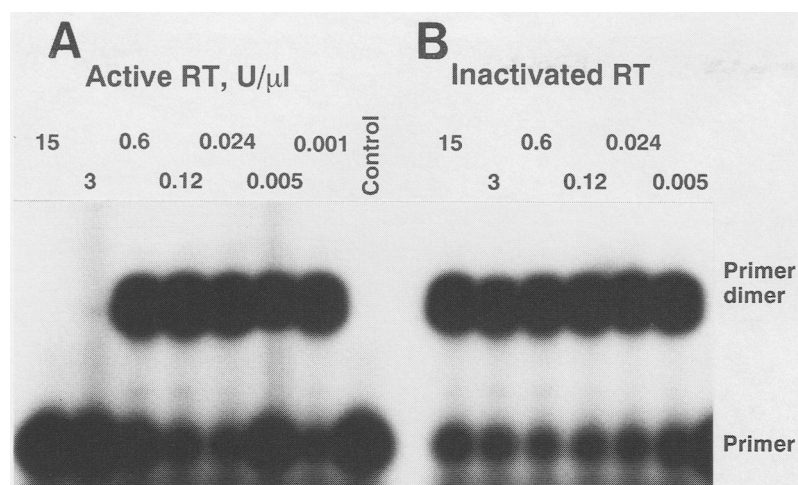 A
B
Active RT, U/μl
Inactivated RT
15 0.6 0.024 0.001 Control
3 0.12 0.005
15 0.6 0.024
3 0.12 0.005
Primer
dimer
Primer